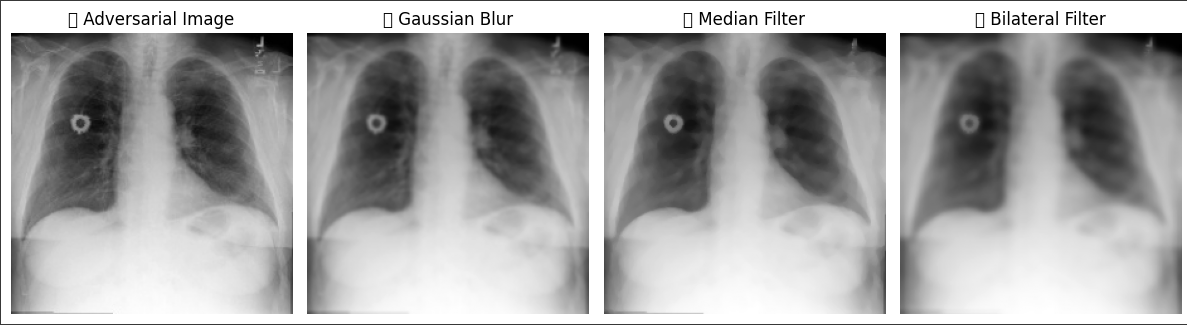 Adversarial Image
Gaussian Blur
Median Filter
Bilateral Filter